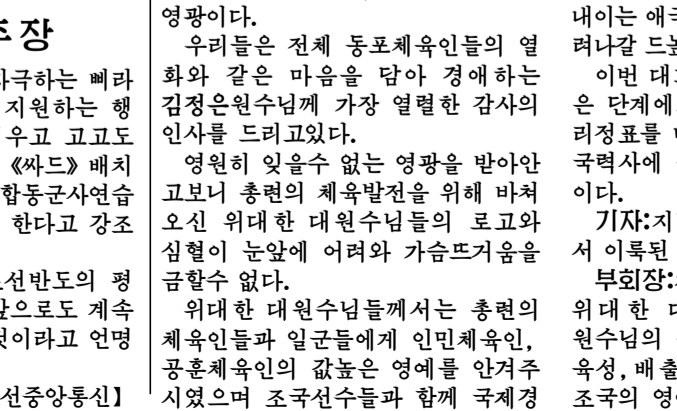 장
극하는 삐라
지원하는 행
우고 고고도
《싸드》 배치
합동군사연습
한다고 강조
선반도의 평
앞으로도 계속
것이라고 언명
선중앙통신】
영광이다.
우리들은 전체 동포체육인들의 열
화와 같은 마음을 담아 경애하는
김정은원수님께 가장 열렬한 감사의
인사를 드리고있다.
영원히 잊을수 없는 영광을 받아안
고보니 총련의 체육발전을 위해 바쳐
오신 위대한 대원수님들의 로고와
심혈이 눈앞에 어려와 가슴뜨거움을
금할수 없다.
위대한 대원수님들께서는 총련의
체육인들과 일군들에게 인민체육인,
공훈체육인의 값높은 영예를 안겨주
시였으며 조국선수들과 함께 국제경
내이는 애국
려나갈 드높
이번 대
은 단계에
리정표를
국력사에
이다.
기자:지
서 이룩된
부회장:
위대한
원수님의
육성, 배출
조국의 영